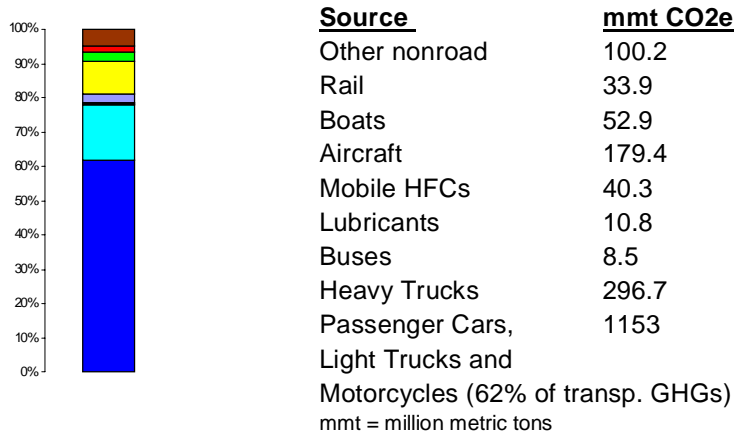 100%
90%
80%
70%
60%
50%
40%
30%
20%
10%
0%
Source mmt CO2e
Other nonroad 100.2
Rail 33.9
Boats 52.9
Aircraft 179.4
Mobile HFCs 40.3
Lubricants 10.8
Buses 8.5
Heavy Trucks 296.7
Passenger Cars, 1153
Light Trucks and
Motorcycles (62% of transp. GHGs)
mmt = million metric tons